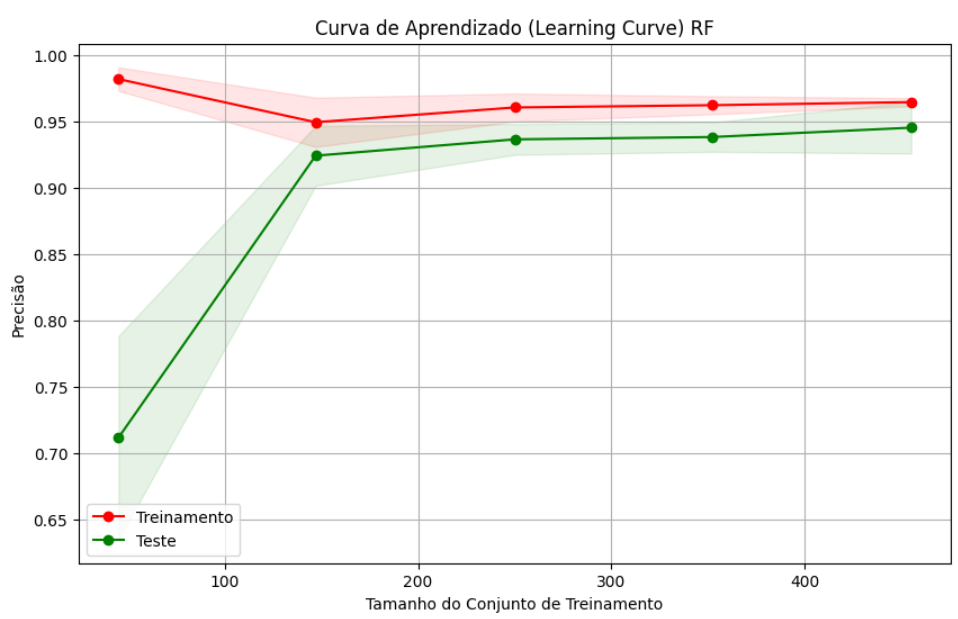 Curva de Aprendizado (Learning Curve) RF
1.00
0.95
0.90
0.85
0.80
0.75
0.70
0.65
Precisão
Treinamento
Teste
100
200
300
400
Tamanho do Conjunto de Treinamento